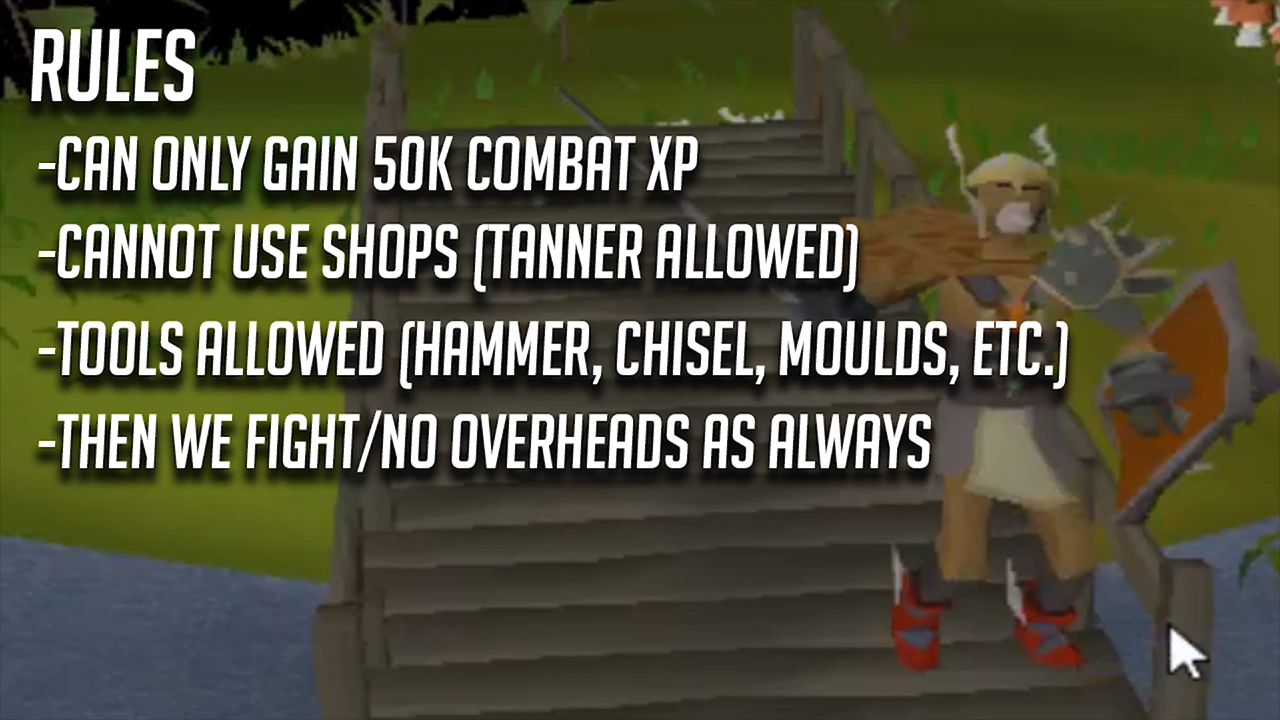 RULES
-CAN ONLY GAIN 50K COMBAT XP
-CANNOT USE SHOPS (TANNER ALLOWED)
-TOOLS ALLOWED (HAMMER, CHISEL, MOULDS, ETC.)
-THEN WE FIGHT/NO OVERHEADS AS ALWAYS